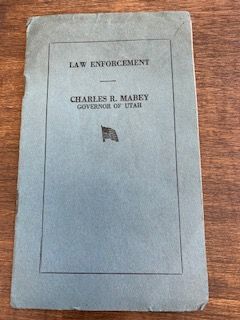 LAW ENFORCEMENT
CHARLES R. MABEY
GOVERNOR OF UTAH